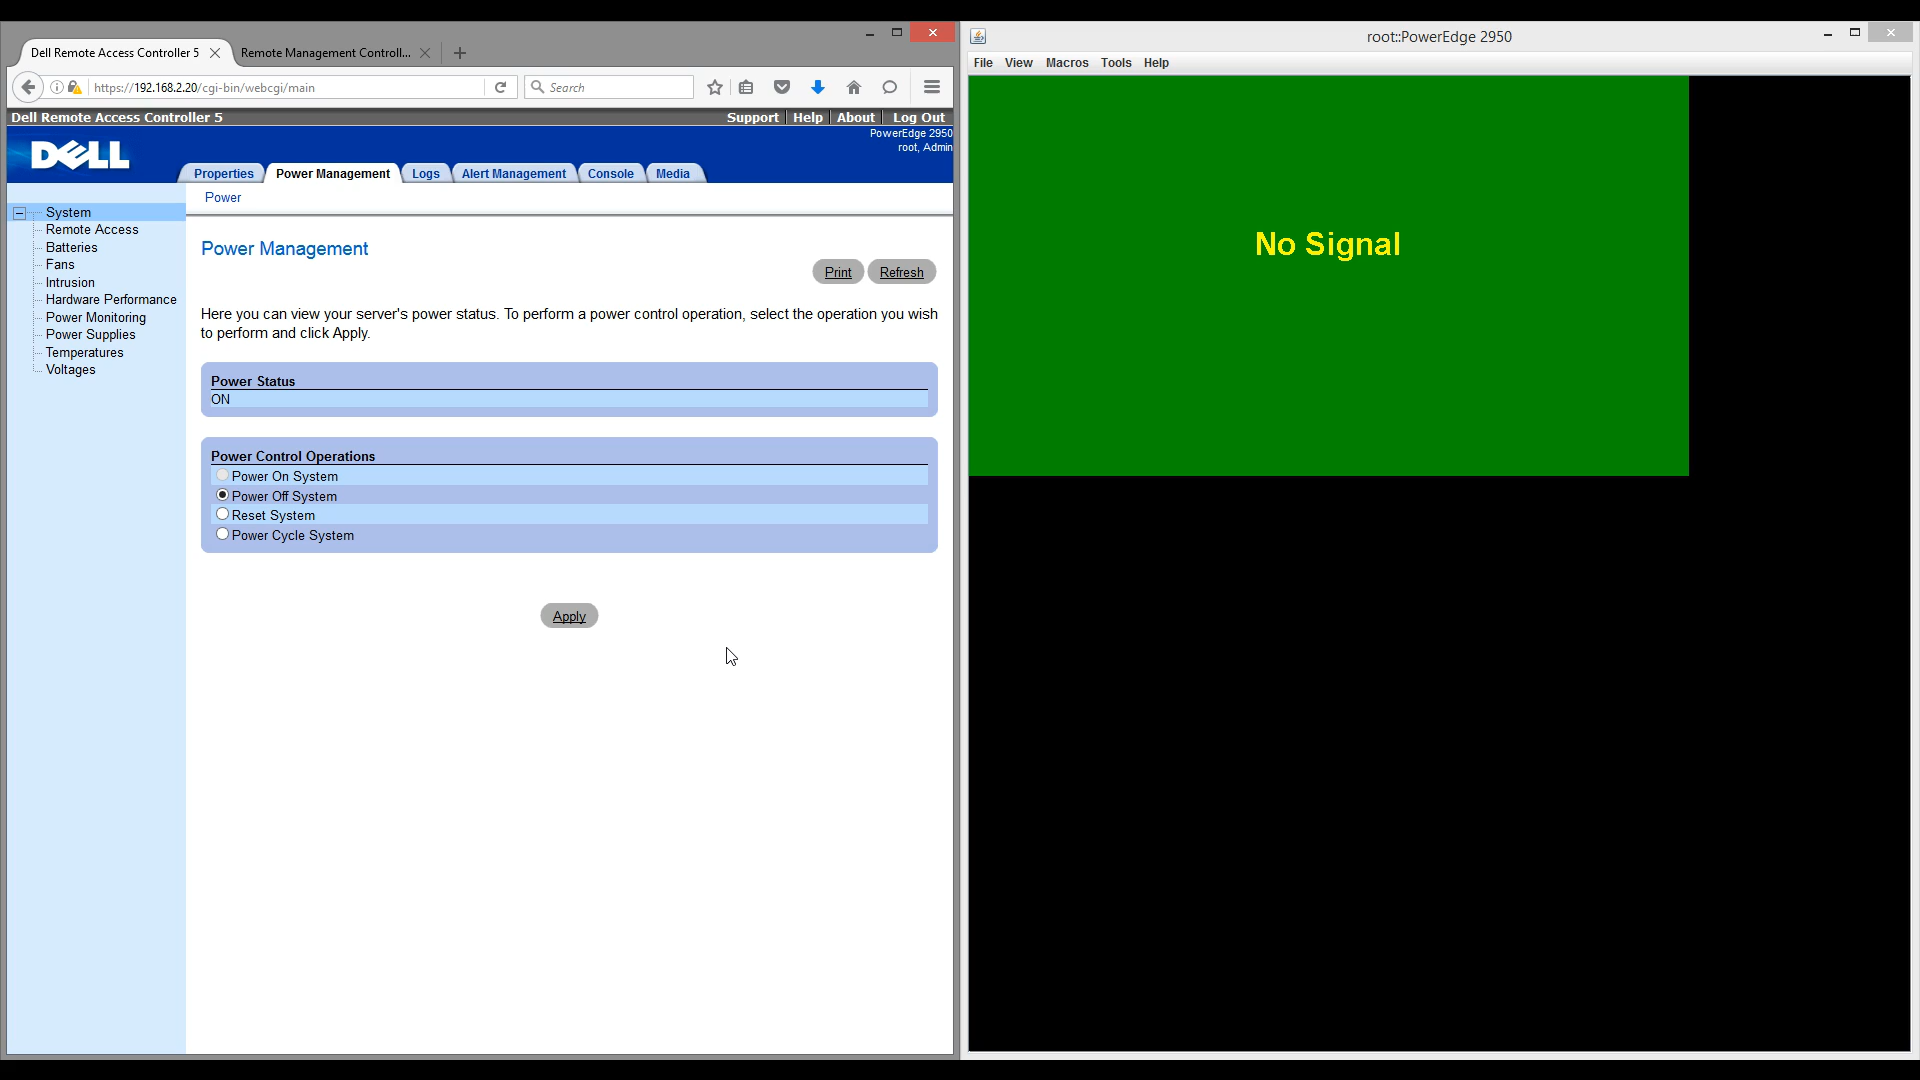 Dell Remote Access Controller 5
Remote Management Controll...
https://192.168.2.20/cgi-bin/webcgi/main
Search
Dell Remote Access Controller 5
Support | Help | About | Log Out
PowerEdge 2950
root, Admin
DELL
Properties
Power Management
Logs
Alert Management
Console
Media
Power
System
Remote Access
Batteries
Fans
Intrusion
Hardware Performance
Power Monitoring
Power Supplies
Temperatures
Voltages
Power Management
Print
Refresh
Here you can view your server's power status. To perform a power control operation, select the operation you wish
to perform and click Apply.
Power Status
ON
Power Control Operations
Power On System
Power Off System
Reset System
Power Cycle System
Apply
root::PowerEdge 2950
File View Macros Tools Help
No Signal